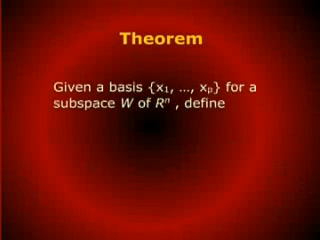 Theorem
Given a basis {x₁, ..., xₚ} for a
subspace W of Rⁿ , define